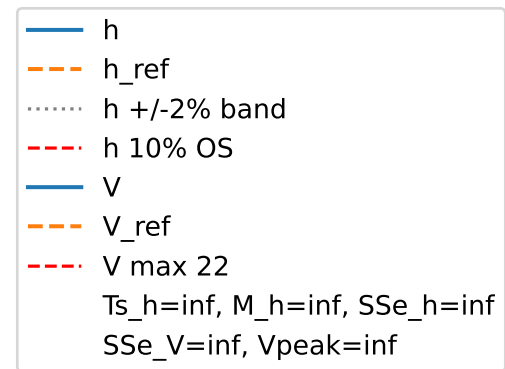 h
h_ref
h +/-2% band
h 10% OS
V
V_ref
V max 22
Ts_h=inf, M_h=inf, SSe_h=inf
SSe_V=inf, Vpeak=inf